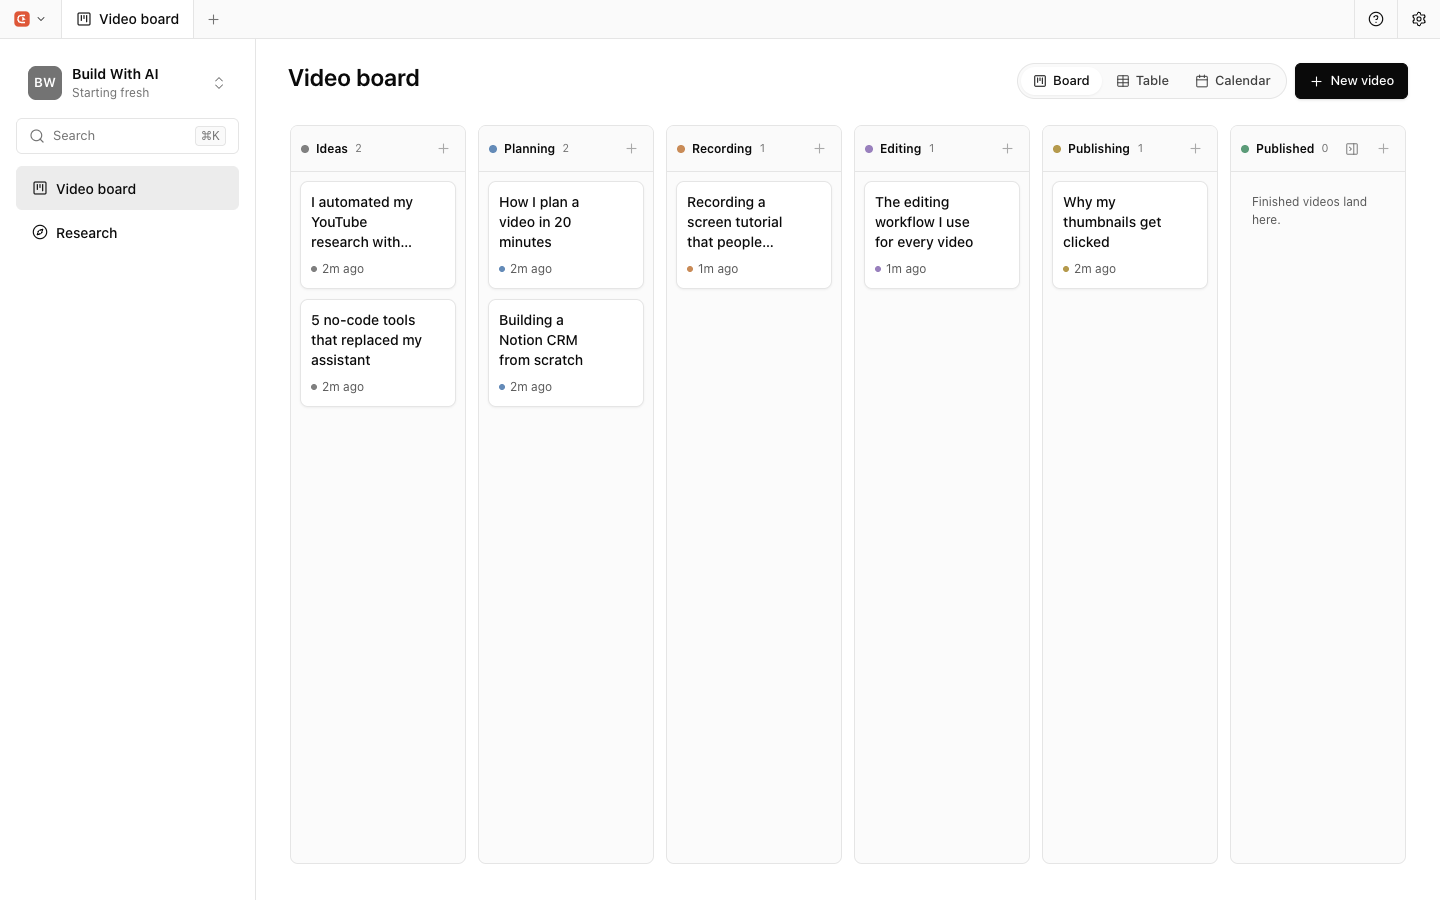 Video board
BW
Build With AI
Starting fresh
Search
⌘K
Video board
Research
Video board
Board
Table
Calendar
New video
Ideas 2
I automated my
YouTube
research with...
2m ago
5 no-code tools
that replaced my
assistant
2m ago
Planning 2
How I plan a
video in 20
minutes
2m ago
Building a
Notion CRM
from scratch
2m ago
Recording 1
Recording a
screen tutorial
that people...
1m ago
Editing 1
The editing
workflow I use
for every video
1m ago
Publishing 1
Why my
thumbnails get
clicked
2m ago
Published 0
Finished videos land
here.